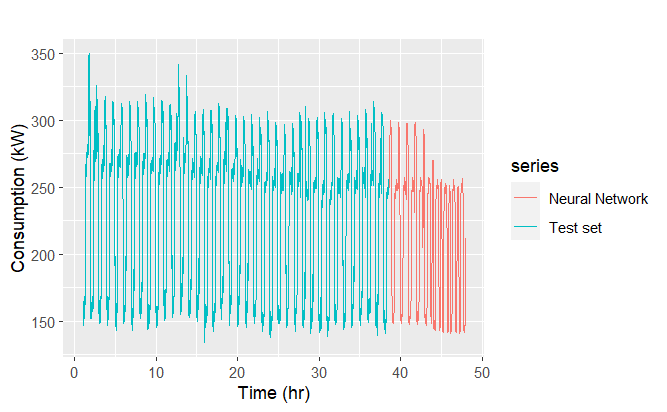 350
300
250
200
150
Consumption (kW)
0 10 20 30 40 50
Time (hr)
series
Neural Network
Test set